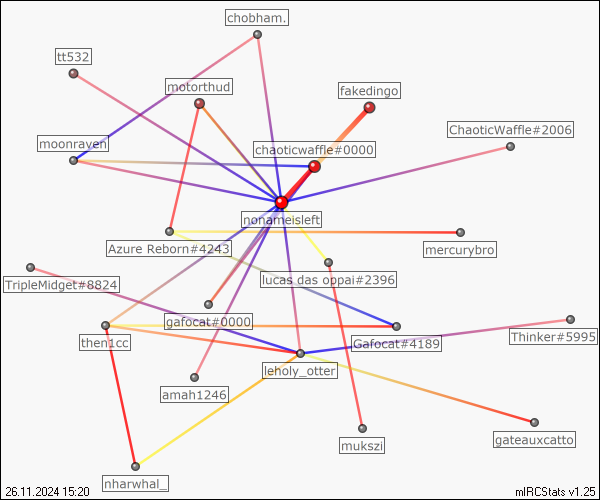 chobham.
tt532
motorthud
fakedingo
ChaoticWaffle#2006
moonraven
chaoticwaffle#0000
nonameisleft
Azure Reborn#4243
mercurybro
TripleMidget#8824
lucas das oppai#2396
gafocat#0000
then1cc
Gafocat#4189
Thinker#5995
leholy_otter
amah1246
mukszi
gateauxcatto
nharwhal_
26.11.2024 15:20
mIRCStats v1.25